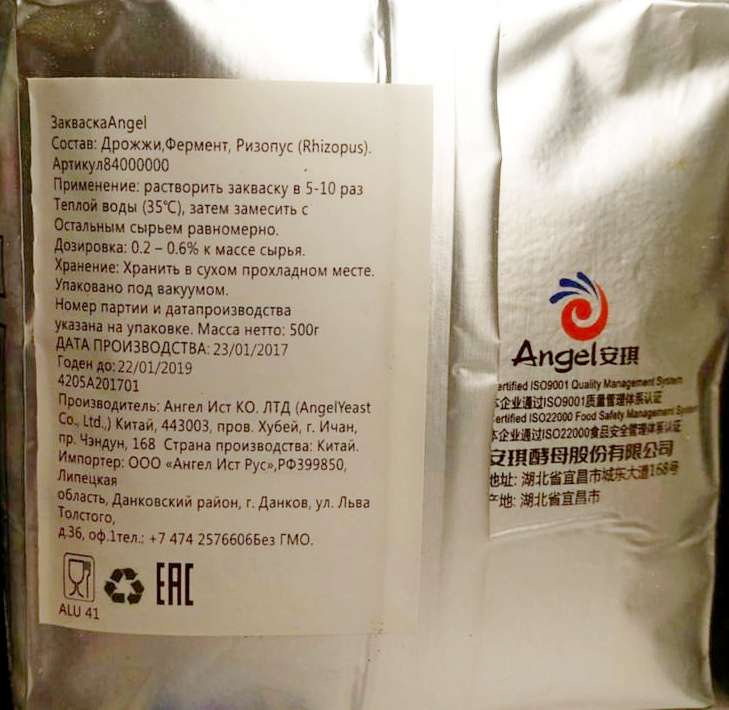 ЗакваскаAngel
Состав: Дрожжи,Фермент, Ризопус (Rhizopus).
Артикул84000000
Применение: растворить закваску в 5-10 раз
Теплой воды (35℃), затем замесить с
Остальным сырьем равномерно.
Дозировка: 0.2 – 0.6% к массе сырья.
Хранение: Хранить в сухом прохладном месте.
Упаковано под вакуумом.
Номер партии и датапроизводства
указана на упаковке. Масса нетто: 500г
ДАТА ПРОИЗВОДСТВА: 23/01/2017
Годен до: 22/01/2019
4205A201701
Производитель: Ангел Ист КО. ЛТД (AngelYeast
Co., Ltd.,) Китай, 443003, пров. Хубей, г. Ичан,
пр. Чэндун, 168 Страна производства: Китай.
Импортер: ООО «Ангел Ист Рус»,РФ399850,
Липецкая
область, Данковский район, г. Данков, ул. Льва
Толстого,
д.36, оф.1тел.: +7 474 2576606Без ГМО.
EAC
ALU 41
Angel安琪
ertified ISO9001 Quality Management System
本企业通过ISO9001质量管理体系认证
ertified ISO22000 Food Safety Management System
本企业通过ISO22000食品安全管理体系认证
安琪酵母股份有限公司
地址: 湖北省宜昌市城东大道168号
产地: 湖北省宜昌市